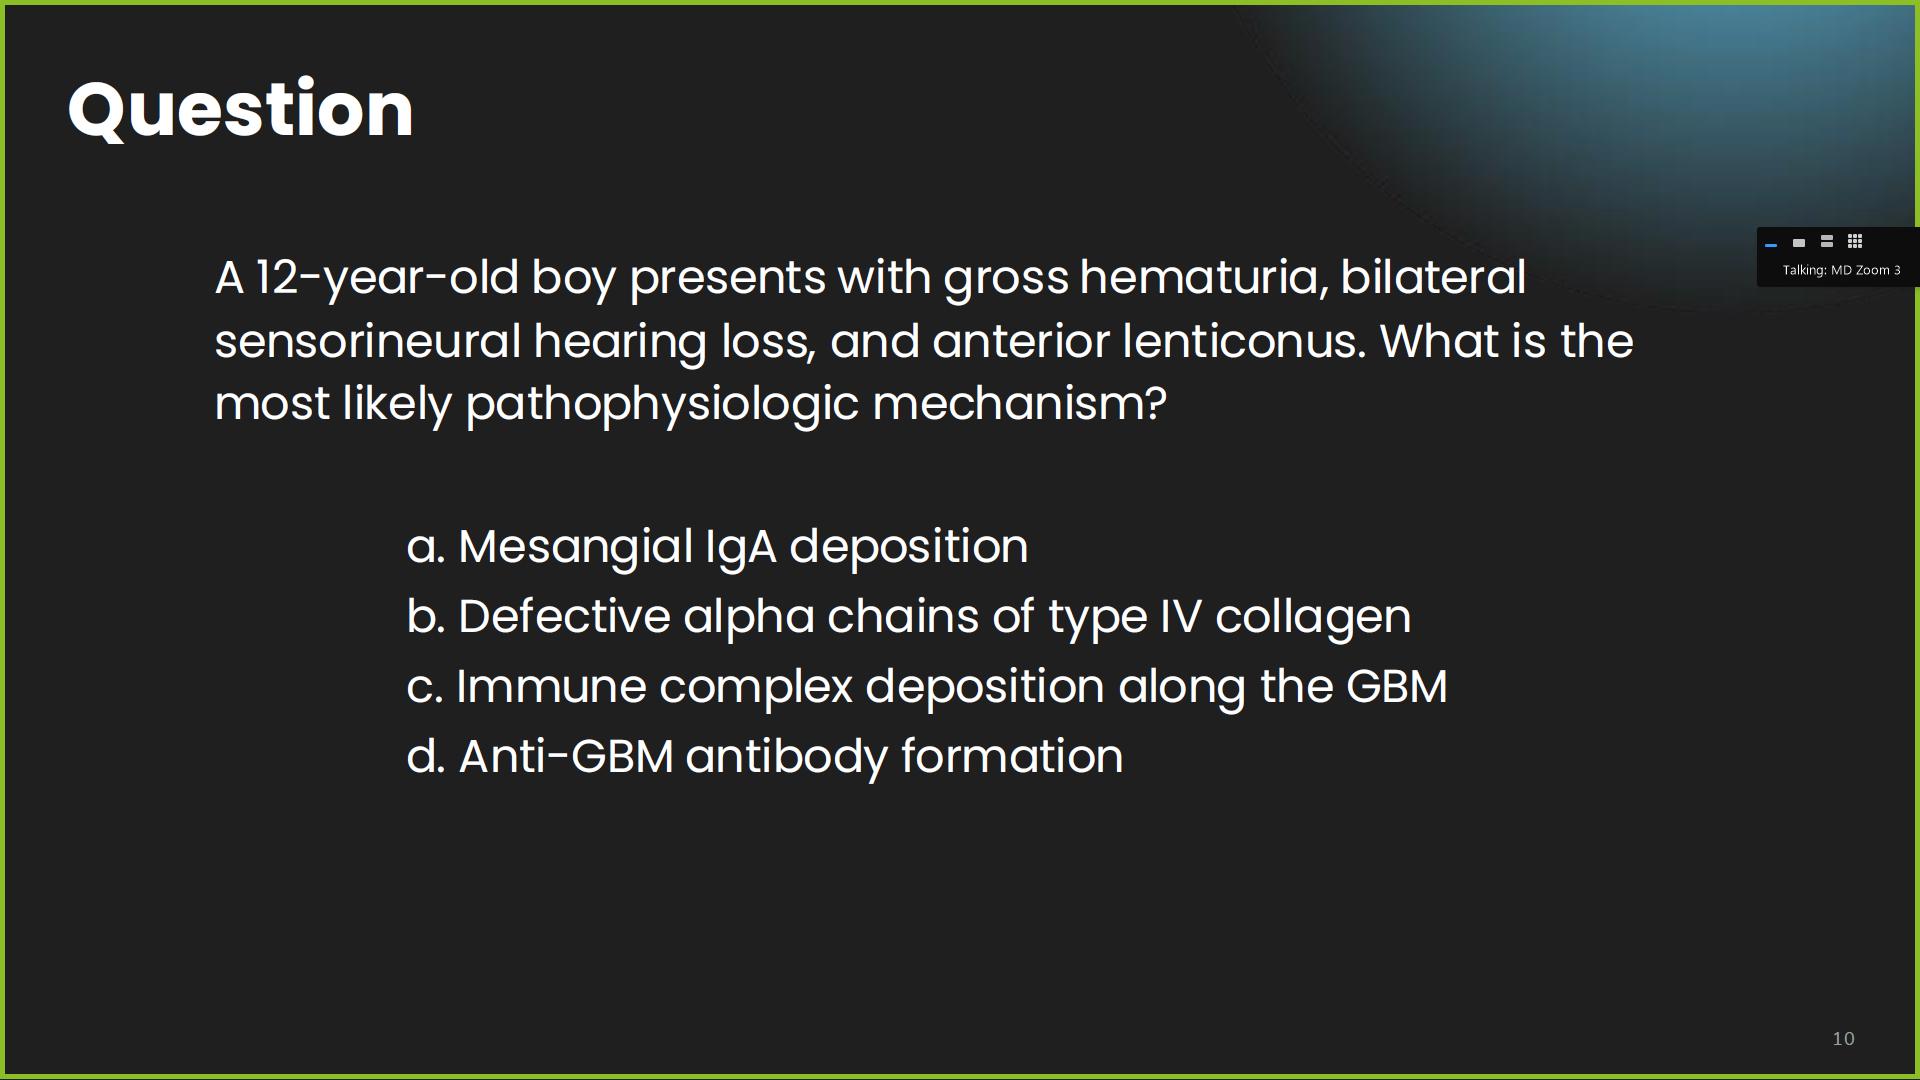 Question
A 12-year-old boy presents with gross hematuria, bilateral
sensorineural hearing loss, and anterior lenticonus. What is the
most likely pathophysiologic mechanism?
a. Mesangial IgA deposition
b. Defective alpha chains of type IV collagen
c. Immune complex deposition along the GBM
d. Anti-GBM antibody formation
Talking: MD Zoom 3
10